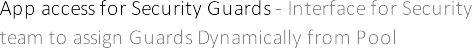 App access for Security Guards - Interface for Security
team to assign Guards Dynamically from Pool